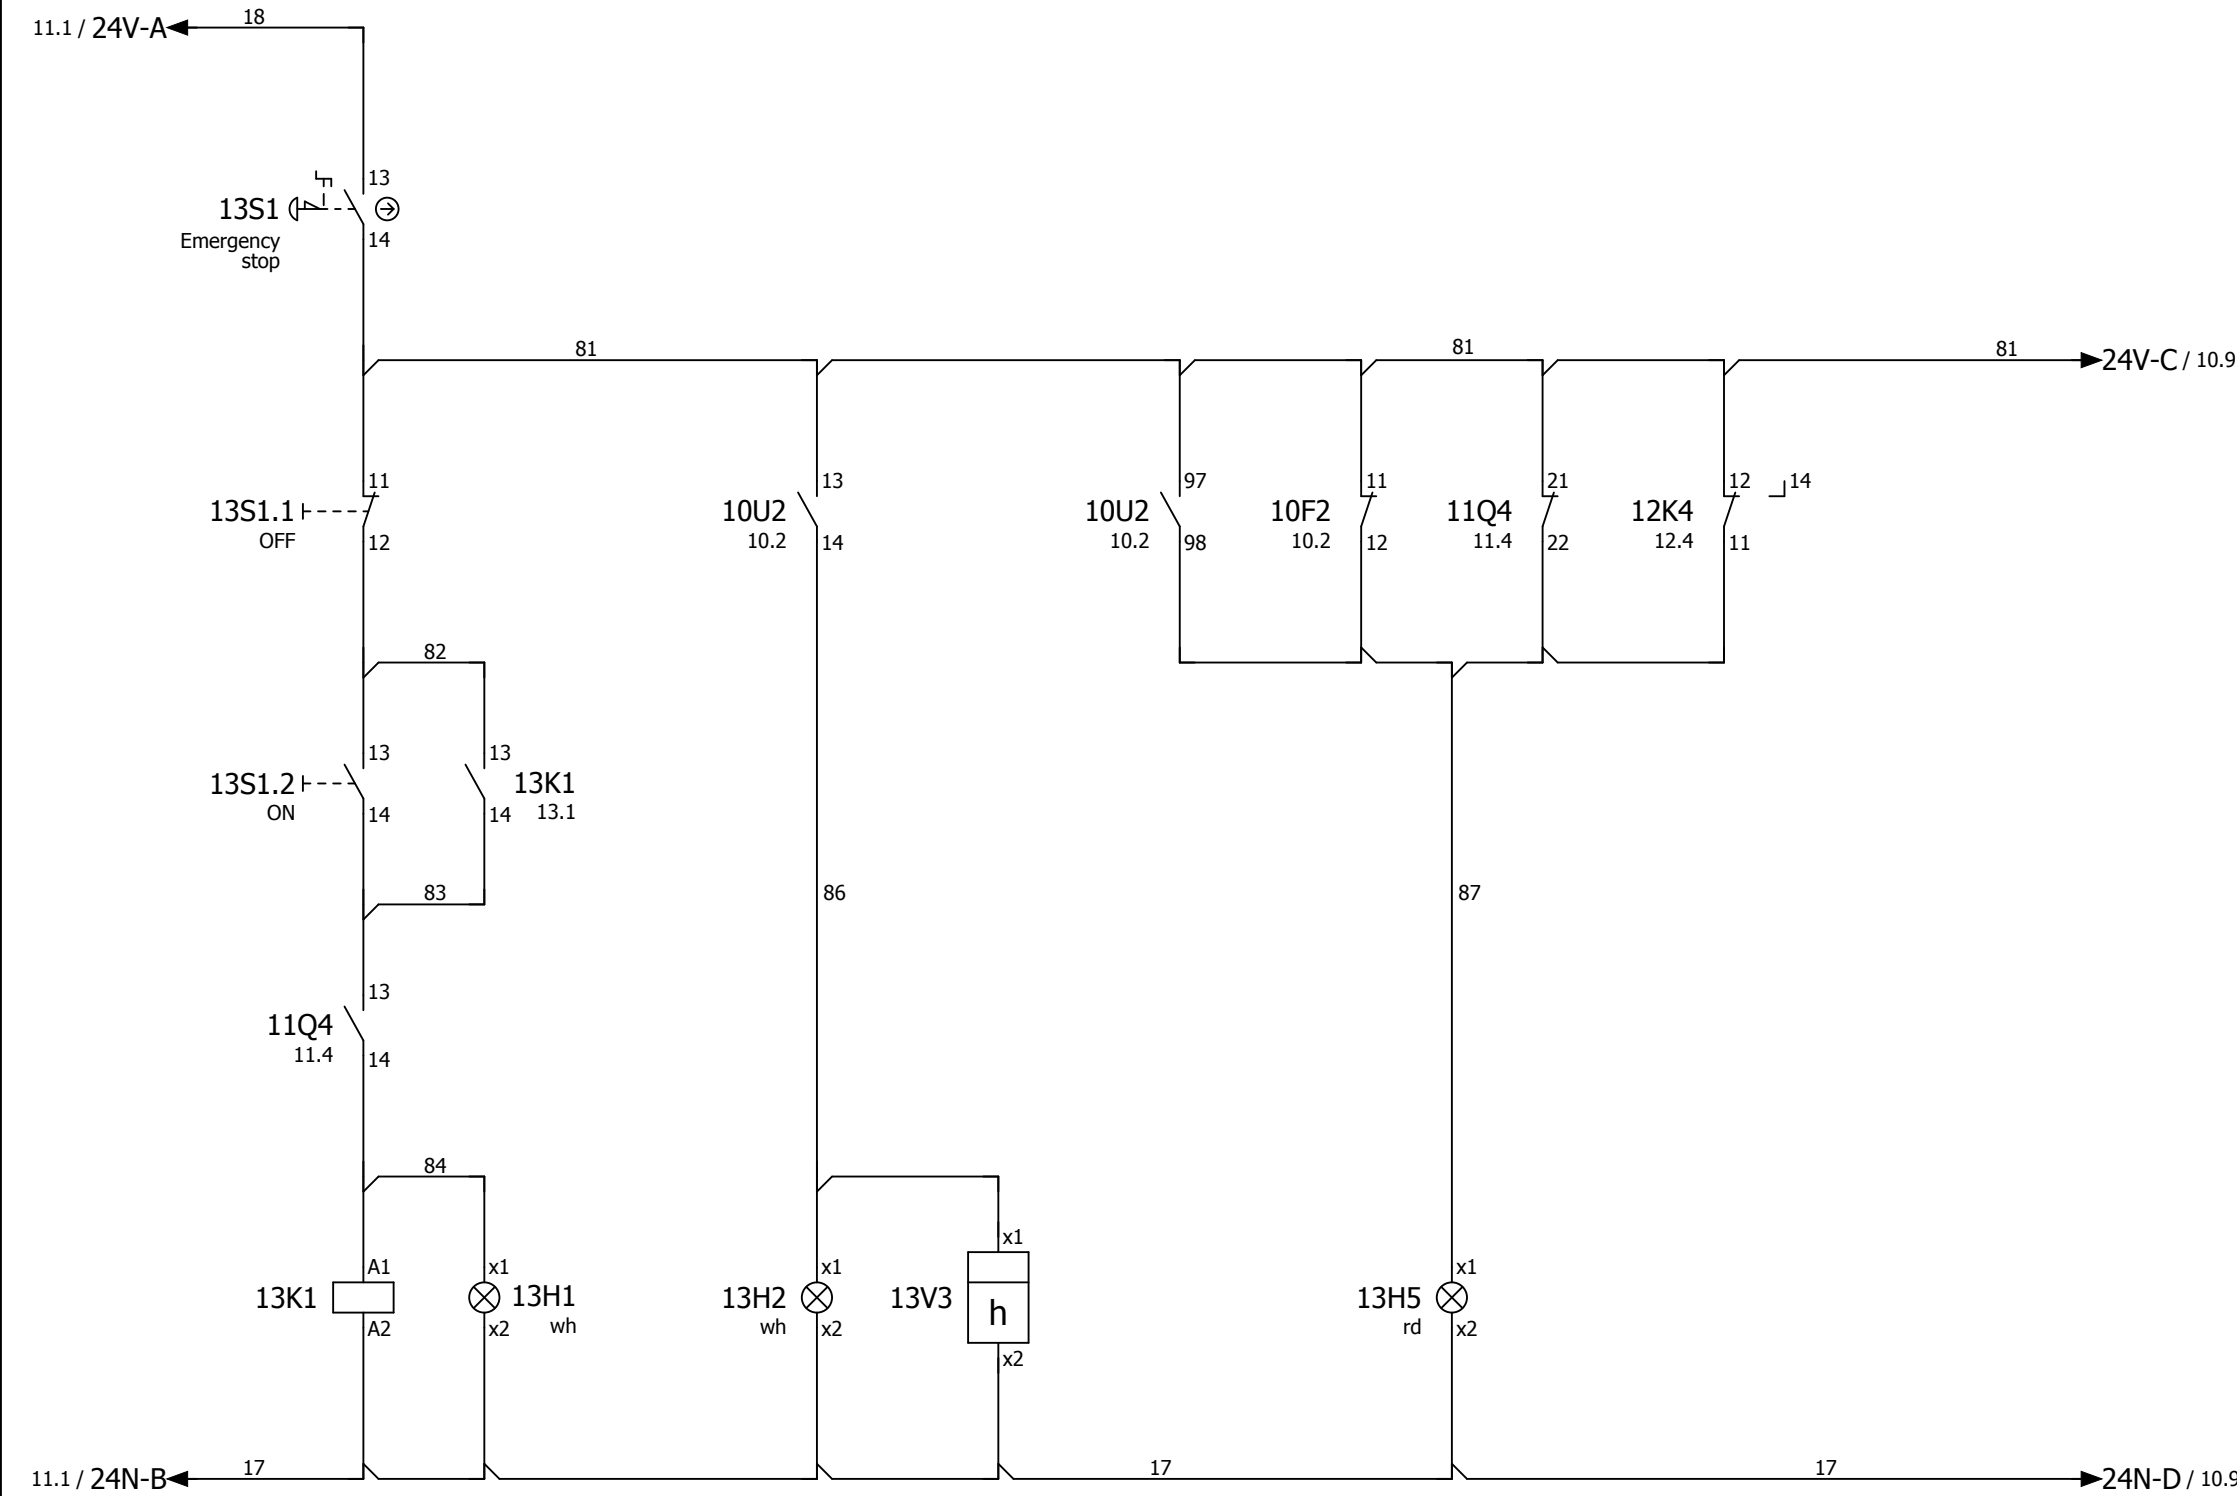 11.1 / 24V-A 18
13
13S1
Emergency
stop
14
81 81 81 24V-C / 10.9
11 13 97 11 21 12 14
13S1.1 10U2 10U2 10F2 11Q4 12K4
OFF 10.2 10.2 10.2 11.4 12.4
12 14 98 12 22 11
82
13 13
13S1.2 13K1
ON 14 14 13.1
83 86 87
13
11Q4
11.4 14
84
x1
A1 x1 x1 x1
13K1 13H1 13H2 13V3 h 13H5
A2 x2 wh wh x2 rd x2
x2
11.1 / 24N-B 17 17 17 24N-D / 10.9